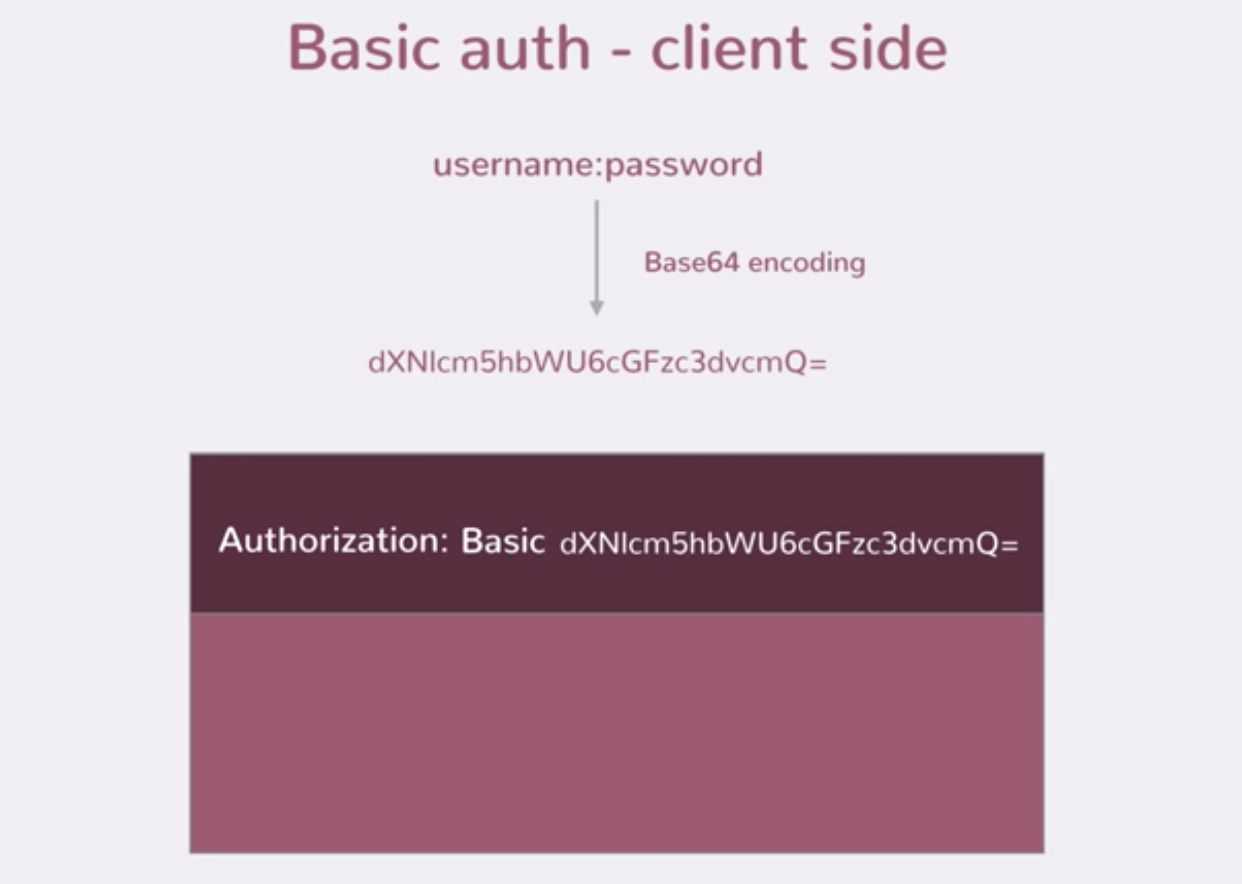 Basic auth - client side
username:password
Base64 encoding
dXNlcm5hbWU6cGFzc3dvcmQ=
Authorization: Basic dXNlcm5hbWU6cGFzc3dvcmQ=